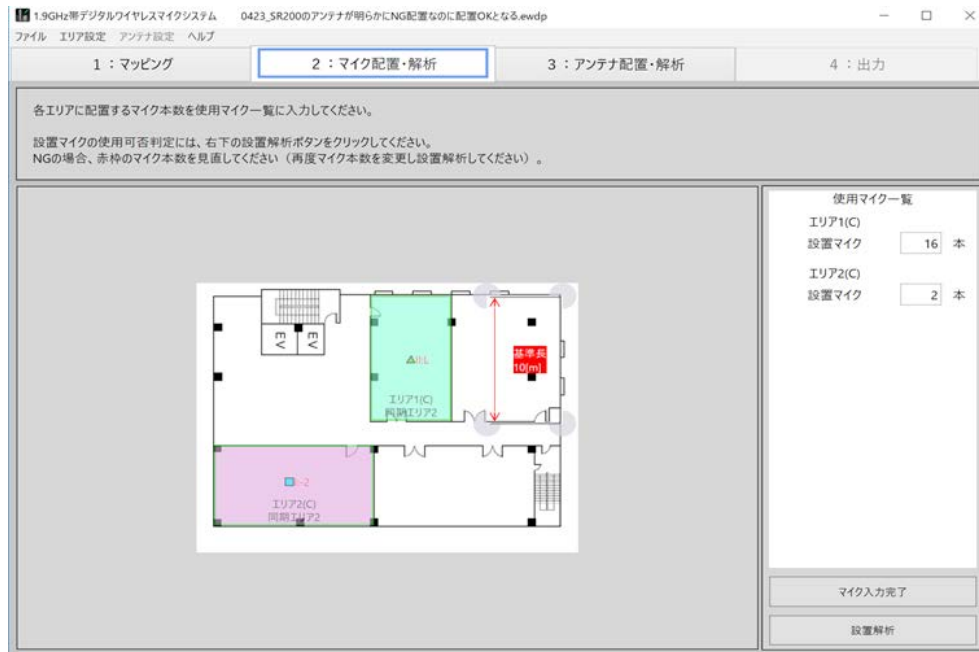 1.9GHz帯デジタルワイヤレスマイクシステム 0423_SR200のアンテナが明らかにNG配置なのに配置OKとなる.ewdp
ファイル エリア設定 アンテナ設定 ヘルプ
1：マッピング 2：マイク配置・解析 3：アンテナ配置・解析 4：出力
各エリアに配置するマイク本数を使用マイク一覧に入力してください。
設置マイクの使用可否判定には、右下の設置解析ボタンをクリックしてください。
NGの場合、赤枠のマイク本数を見直してください（再度マイク本数を変更し設置解析してください）。
使用マイク一覧
エリア1(C)
設置マイク 16 本
エリア2(C)
設置マイク 2 本
EV EV
基準長
10[m]
エリア1(C)
同期エリア2
エリア2(C)
同期エリア2
マイク入力完了
設置解析